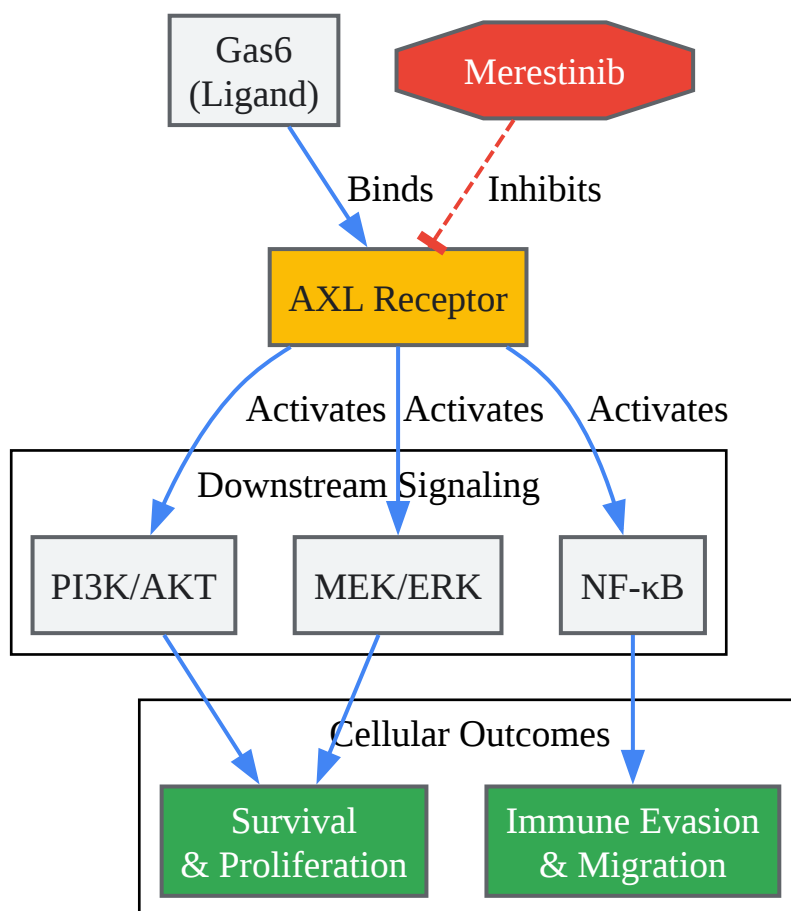 Gas6
(Ligand)
Merestinib
Binds
Inhibits
AXL Receptor
Activates
Activates
Activates
Downstream Signaling
PI3K/AKT
MEK/ERK
NF-κB
Cellular Outcomes
Survival
& Proliferation
Immune Evasion
& Migration